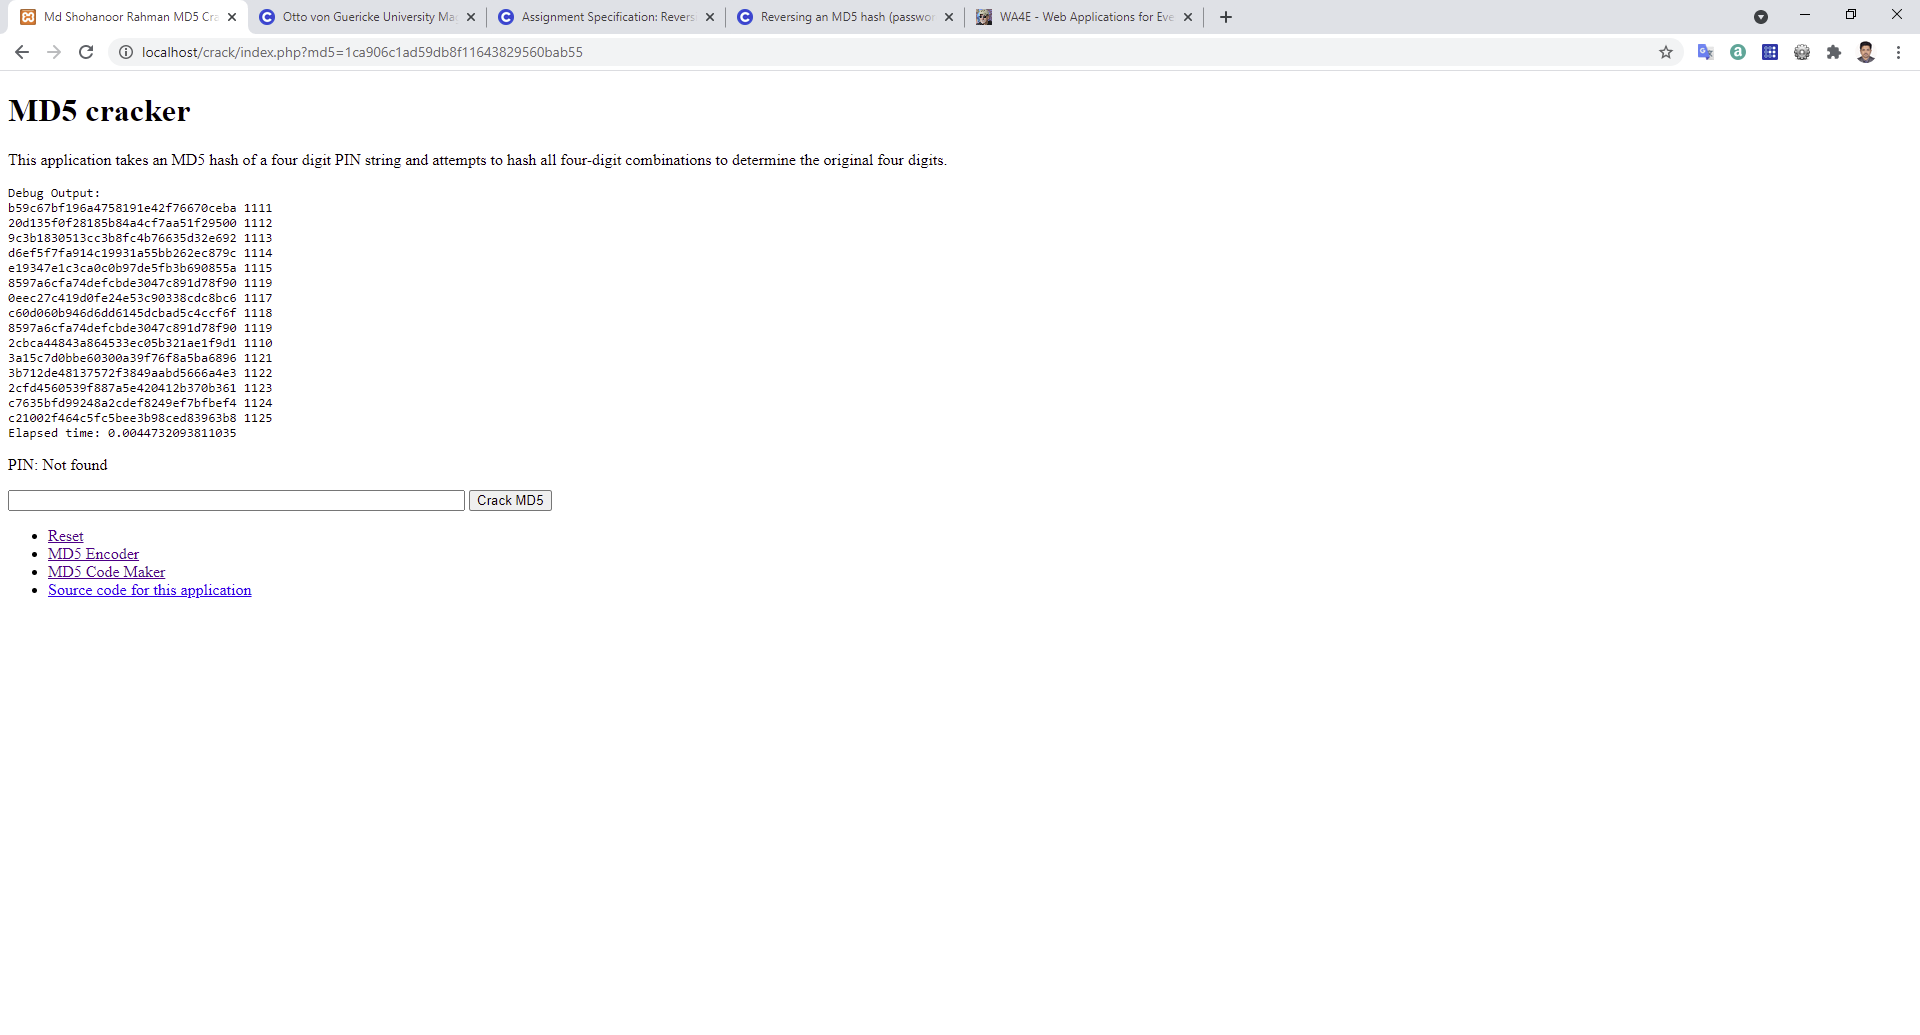 Md Shohanoor Rahman MD5 Cra
Otto von Guericke University Mag
Assignment Specification: Revers
Reversing an MD5 hash (passwor
WA4E - Web Applications for Eve
localhost/crack/index.php?md5=1ca906c1ad59db8f11643829560bab55
MD5 cracker
This application takes an MD5 hash of a four digit PIN string and attempts to hash all four-digit combinations to determine the original four digits.
Debug Output:
b59c67bf196a4758191e42f76670ceba 1111
20d135f0f28185b84a4cf7aa51f29500 1112
9c3b1830513cc3b8fc4b76635d32e692 1113
d6ef5f7fa914c19931a55bb262ec879c 1114
e19347e1c3ca0c0b97de5fb3b690855a 1115
8597a6cfa74defcbde3047c891d78f90 1119
0eec27c419d0fe24e53c90338cdc8bc6 1117
c60d060b946d6dd6145dcbad5c4ccf6f 1118
8597a6cfa74defcbde3047c891d78f90 1119
2cbca44843a864533ec05b321ae1f9d1 1110
3a15c7d0bbe60300a39f76f8a5ba6896 1121
3b712de48137572f3849aabd5666a4e3 1122
2cfd4560539f887a5e420412b370b361 1123
c7635bfd99248a2cdef8249ef7bfbef4 1124
c21002f464c5fc5bee3b98ced83963b8 1125
Elapsed time: 0.0044732093811035
PIN: Not found
Crack MD5
Reset
MD5 Encoder
MD5 Code Maker
Source code for this application